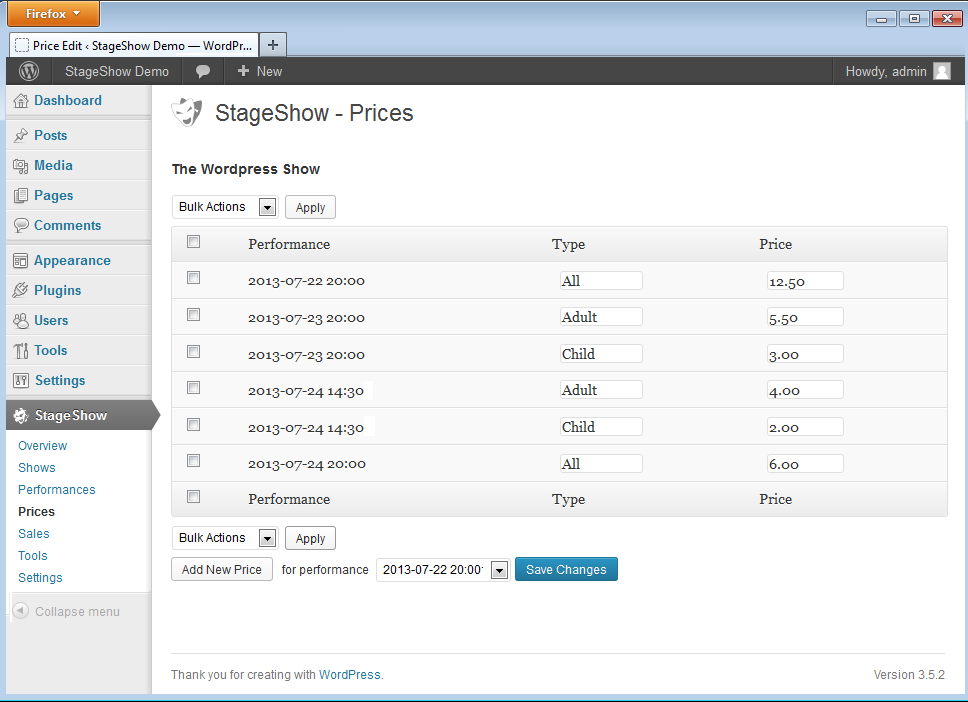 Firefox
Price Edit ‹ StageShow Demo — WordPr...
StageShow Demo
+ New
Howdy, admin
Dashboard
Posts
Media
Pages
Comments
Appearance
Plugins
Users
Tools
Settings
StageShow
Overview
Shows
Performances
Prices
Sales
Tools
Settings
Collapse menu
StageShow - Prices
The Wordpress Show
Bulk Actions Apply
Performance Type Price
2013-07-22 20:00 All 12.50
2013-07-23 20:00 Adult 5.50
2013-07-23 20:00 Child 3.00
2013-07-24 14:30 Adult 4.00
2013-07-24 14:30 Child 2.00
2013-07-24 20:00 All 6.00
Performance Type Price
Bulk Actions Apply
Add New Price for performance 2013-07-22 20:00 Save Changes
Thank you for creating with WordPress. Version 3.5.2